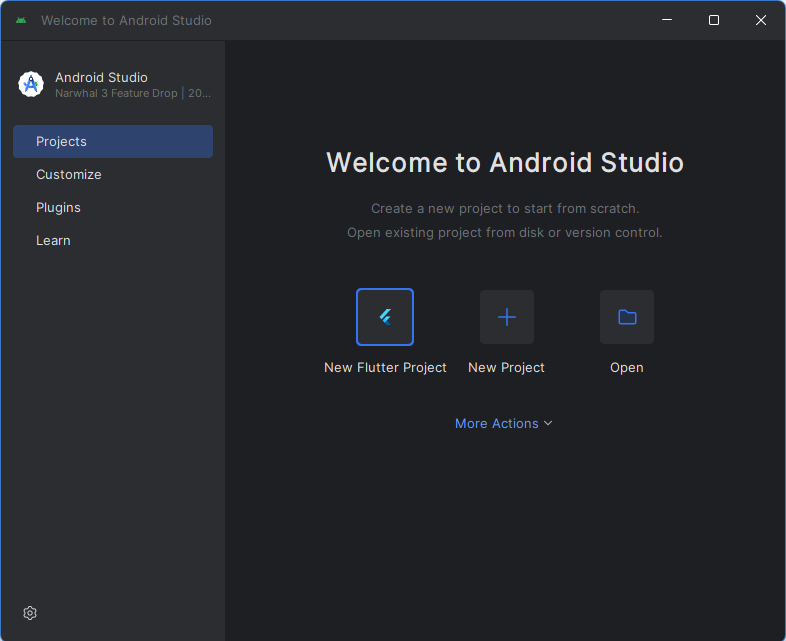 Welcome to Android Studio
Android Studio
Narwhal 3 Feature Drop | 20...
Projects
Customize
Plugins
Learn
Welcome to Android Studio
Create a new project to start from scratch.
Open existing project from disk or version control.
New Flutter Project
New Project
Open
More Actions